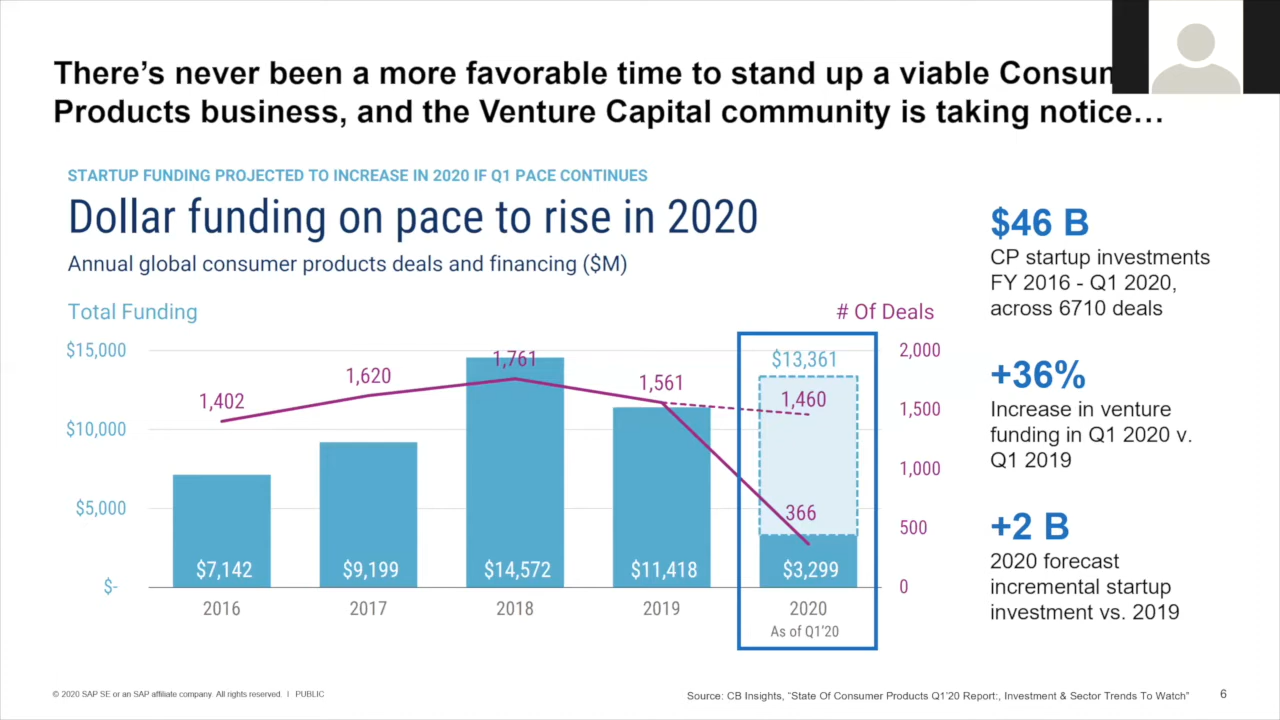 There's never been a more favorable time to stand up a viable
Products business, and the Venture Capital community is taking notice…
STARTUP FUNDING PROJECTED TO INCREASE IN 2020 IF Q1 PACE CONTINUES
Dollar funding on pace to rise in 2020
Annual global consumer products deals and financing ($M)
Total Funding
# Of Deals
$15,000
$10,000
$5,000
$-
1,402
1,620
1,761
1,561
$13,361
1,460
366
2,000
1,500
1,000
500
0
$7,142
$9,199
$14,572
$11,418
$3,299
2016
2017
2018
2019
2020
As of Q1'20
$46 B
CP startup investments
FY 2016 - Q1 2020,
across 6710 deals
+36%
Increase in venture
funding in Q1 2020 v.
Q1 2019
+2 B
2020 forecast
incremental startup
investment vs. 2019
© 2020 SAP SE or an SAP affiliate company. All rights reserved. I PUBLIC
Source: CB Insights, "State Of Consumer Products Q1'20 Report:, Investment & Sector Trends To Watch"
6